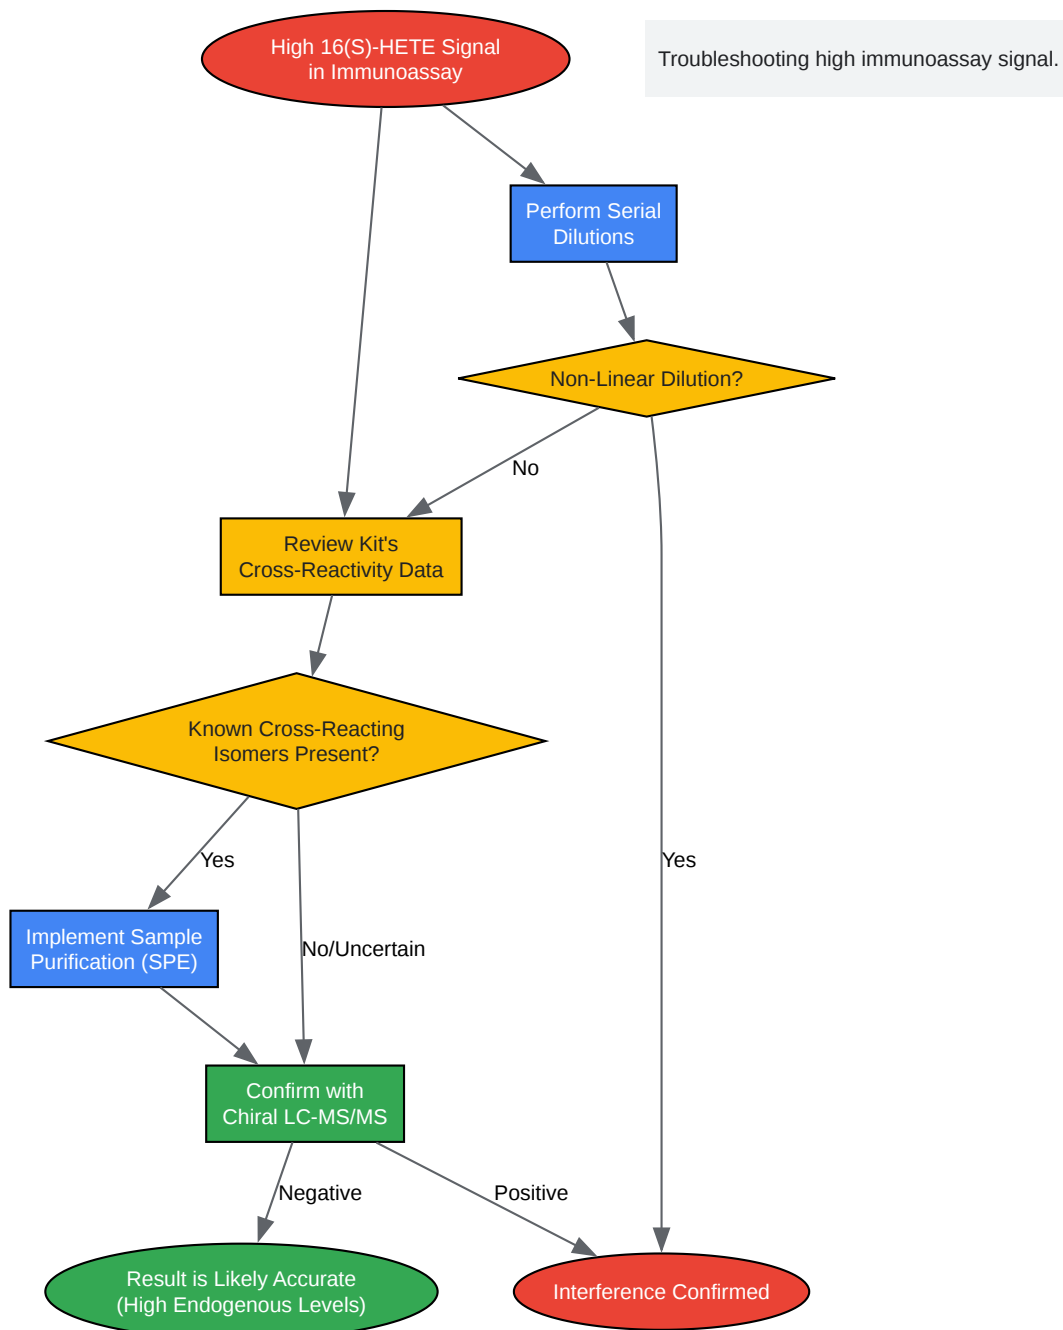 High 16(S)-HETE Signal
in Immunoassay
Troubleshooting high immunoassay signal.
Perform Serial
Dilutions
Non-Linear Dilution?
No
Review Kit's
Cross-Reactivity Data
Known Cross-Reacting
Isomers Present?
Yes
Yes
Implement Sample
Purification (SPE)
No/Uncertain
Confirm with
Chiral LC-MS/MS
Negative
Positive
Result is Likely Accurate
(High Endogenous Levels)
Interference Confirmed